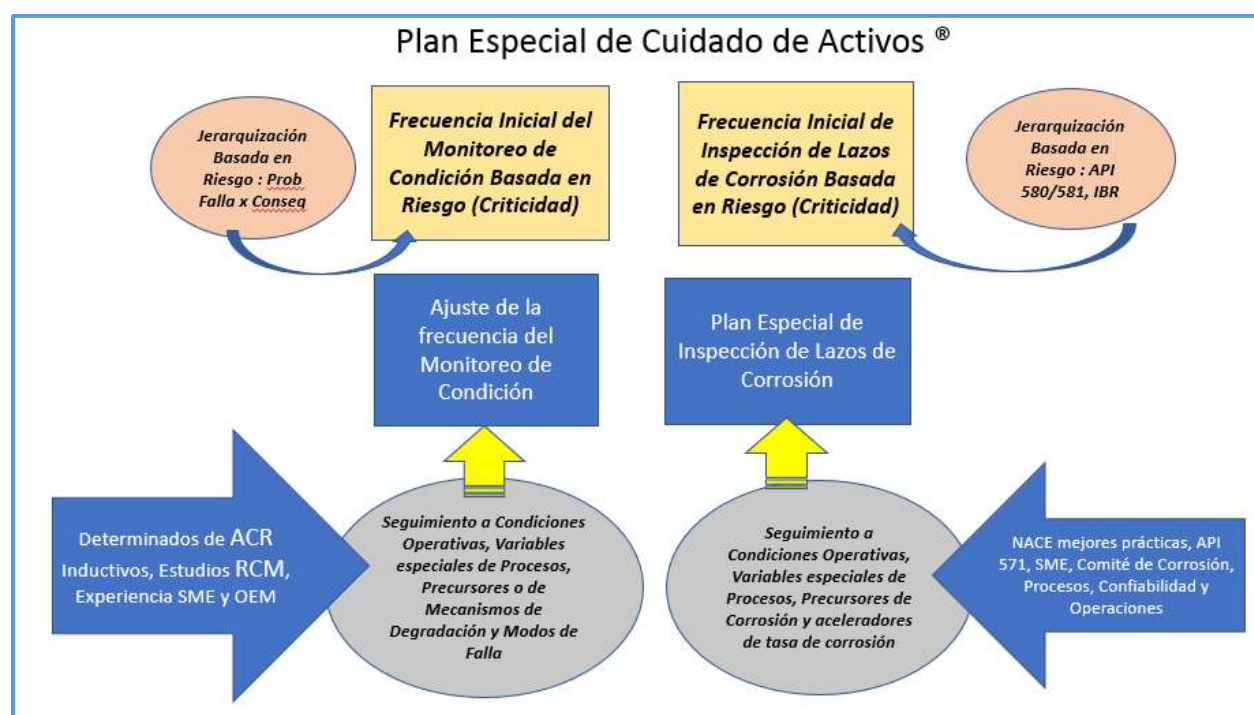 Plan Especial de Cuidado de Activos ®
Jerarquización
Basada en
Riesgo : Prob
Falla x Conseq
Frecuencia Inicial del
Monitoreo de
Condición Basada en
Riesgo (Criticidad)
Frecuencia Inicial de
Inspección de Lazos
de Corrosión Basada
en Riesgo (Criticidad)
Jerarquización
Basada en
Riesgo : API
580/581, IBR
Ajuste de la
frecuencia del
Monitoreo de
Condición
Plan Especial de
Inspección de Lazos de
Corrosión
Determinados de ACR
Inductivos, Estudios RCM,
Experiencia SME y OEM
Seguimiento a Condiciones
Operativas, Variables
especiales de Procesos,
Precursores o de
Mecanismos de
Degradación y Modos de
Falla
Seguimiento a
Condiciones Operativas,
Variables especiales de
Procesos, Precursores de
Corrosión y aceleradores
de tasa de corrosión
NACE mejores prácticas, API
571, SME, Comité de Corrosión,
Procesos, Confiabilidad y
Operaciones